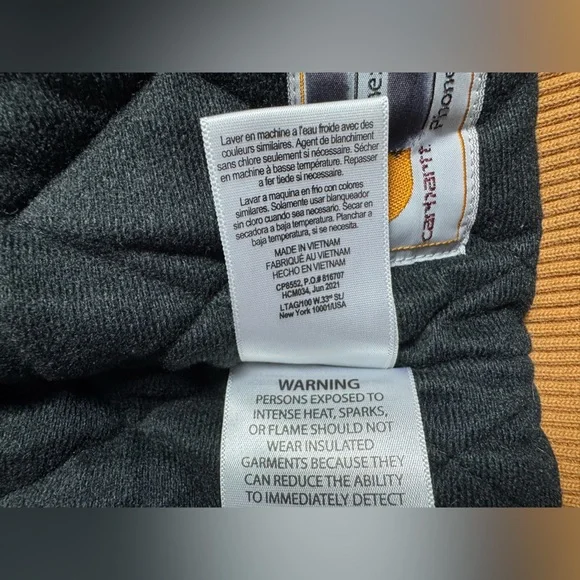 Laver en machine a l'eau froide avec des
couleurs similaires. Agent de blanchiment
sans chlore seulement si nécessaire. Sécher
en machine à basse température. Repasser
a fer tiede si necessaire.
Lavar a maquina en frio con colores
similares. Solamente usar blanqueador
sin cloro cuando sea necesario. Secar en
secadora a baja temperatura. Planchar a
baja temperatura, si se necesita.
MADE IN VIETNAM
FABRIQUÉ AU VIETNAM
HECHO EN VIETNAM
CP8552, P.O.# 816707
HCM034, Jun 2021
LTAG/100 W.33rd St/
New York 10001/USA
carhartt
Phone
WARNING
PERSONS EXPOSED TO
INTENSE HEAT, SPARKS,
OR FLAME SHOULD NOT
WEAR INSULATED
GARMENTS BECAUSE THEY
CAN REDUCE THE ABILITY
TO IMMEDIATELY DETECT